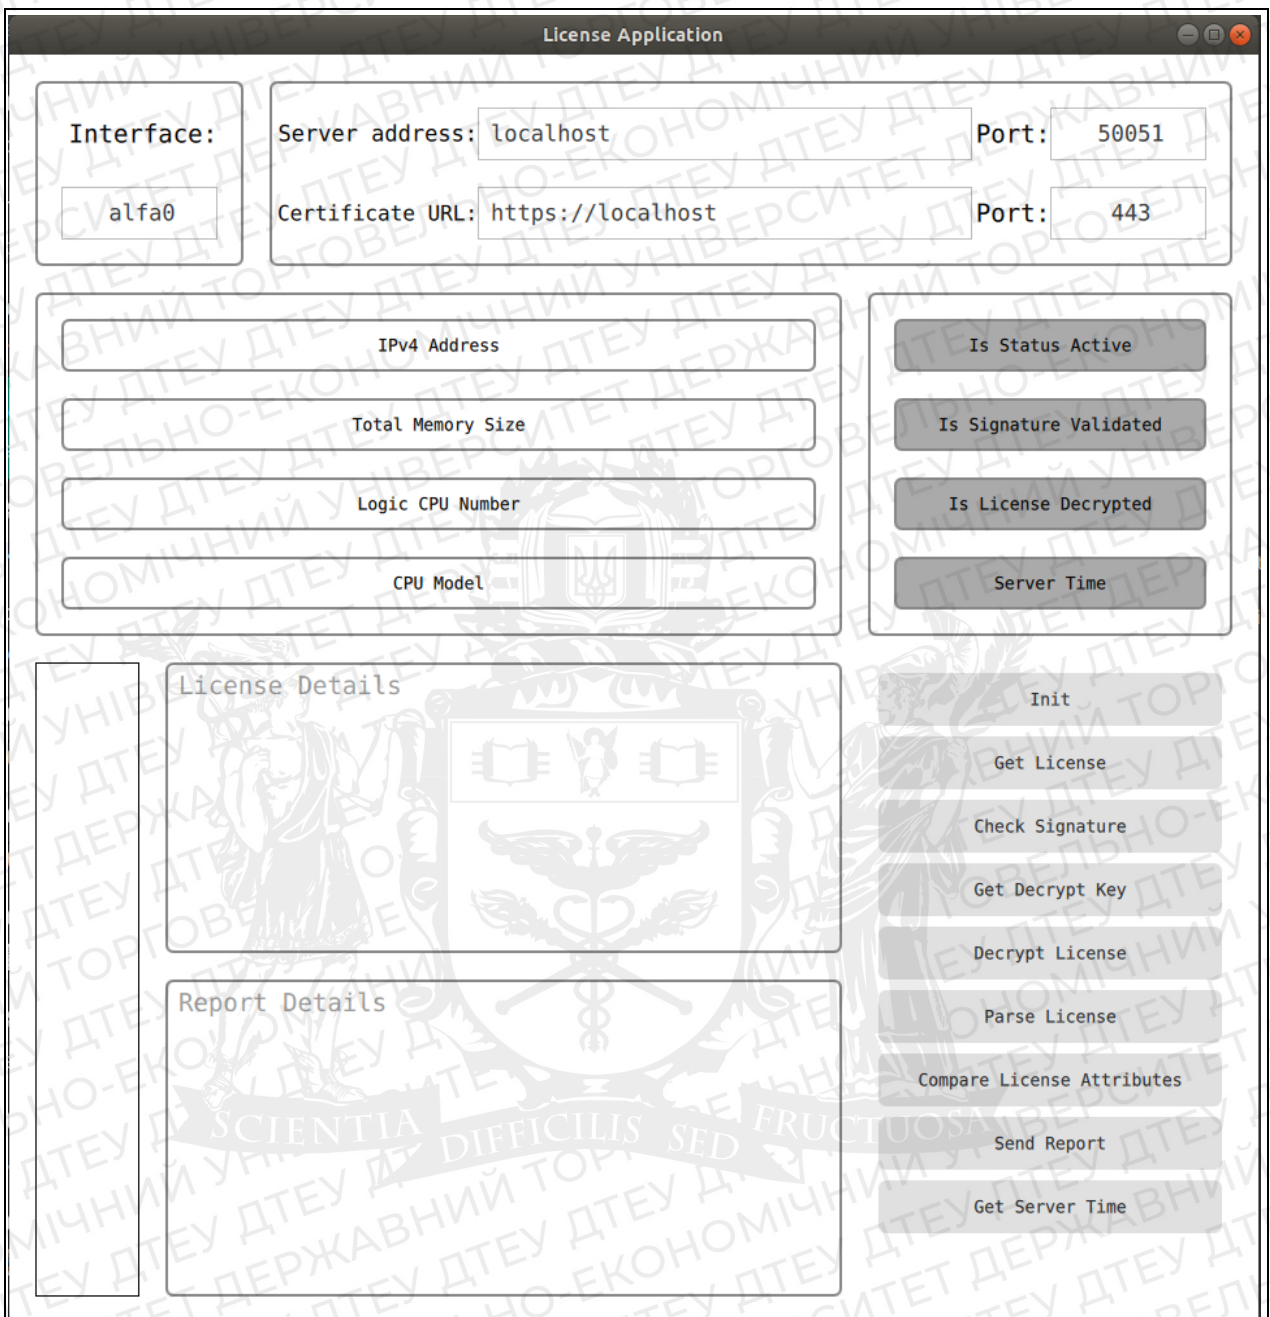 License Application
Interface:
alfa0
Server address: localhost Port: 50051
Certificate URL: https://localhost Port: 443
IPv4 Address
Total Memory Size
Logic CPU Number
CPU Model
Is Status Active
Is Signature Validated
Is License Decrypted
Server Time
License Details
Report Details
Init
Get License
Check Signature
Get Decrypt Key
Decrypt License
Parse License
Compare License Attributes
Send Report
Get Server Time
SCIENTIA DIFFICILIS SED FRUCTUOSA